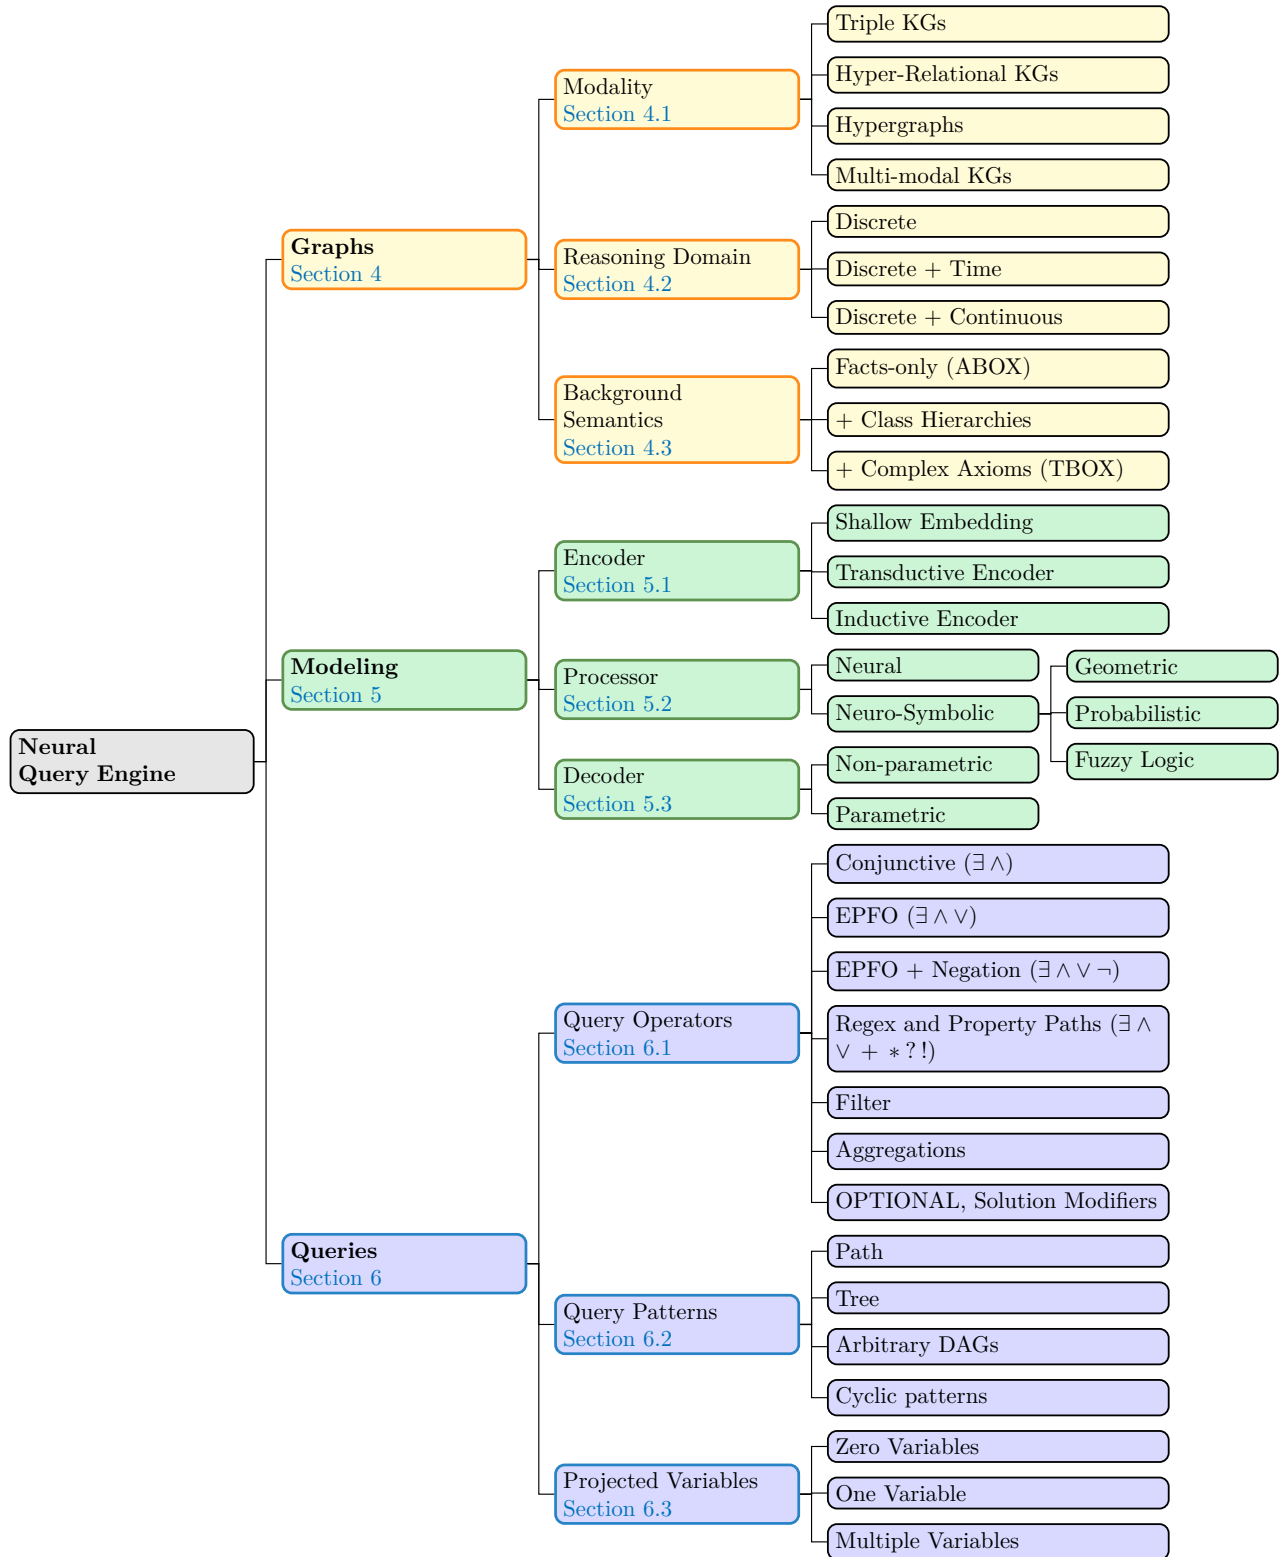 Neural
Query Engine
Graphs
Section 4
Modality
Section 4.1
Triple KGs
Hyper-Relational KGs
Hypergraphs
Multi-modal KGs
Reasoning Domain
Section 4.2
Discrete
Discrete + Time
Discrete + Continuous
Background
Semantics
Section 4.3
Facts-only (ABOX)
+ Class Hierarchies
+ Complex Axioms (TBOX)
Modeling
Section 5
Encoder
Section 5.1
Shallow Embedding
Transductive Encoder
Inductive Encoder
Processor
Section 5.2
Neural
Neuro-Symbolic
Geometric
Probabilistic
Fuzzy Logic
Decoder
Section 5.3
Non-parametric
Parametric
Queries
Section 6
Query Operators
Section 6.1
Conjunctive (∃ ∧)
EPFO (∃ ∧ ∨)
EPFO + Negation (∃ ∧ ∨ ¬)
Regex and Property Paths (∃ ∧
∨ + ∗ ? !)
Filter
Aggregations
OPTIONAL, Solution Modifiers
Query Patterns
Section 6.2
Path
Tree
Arbitrary DAGs
Cyclic patterns
Projected Variables
Section 6.3
Zero Variables
One Variable
Multiple Variables